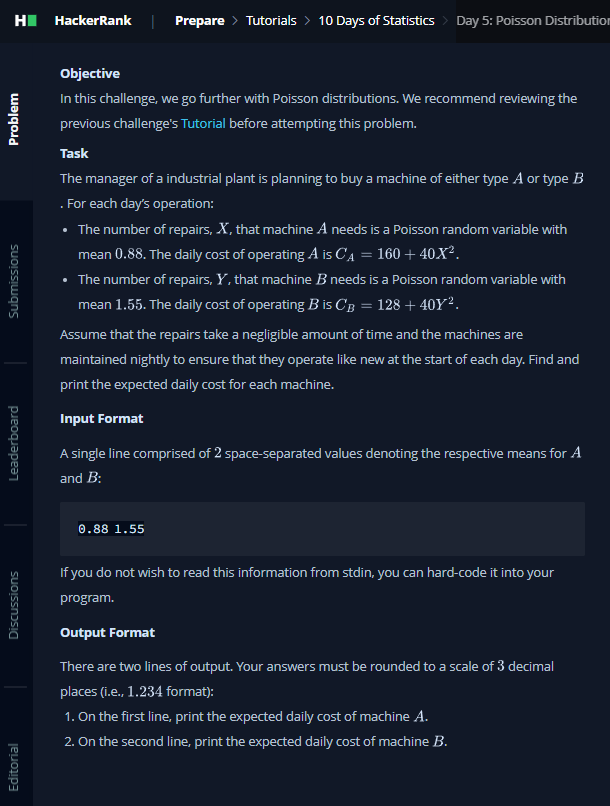 H HackerRank | Prepare > Tutorials > 10 Days of Statistics > Day 5: Poisson Distribution
Problem
Submissions
Leaderboard
Discussions
Editorial
Objective
In this challenge, we go further with Poisson distributions. We recommend reviewing the
previous challenge's Tutorial before attempting this problem.
Task
The manager of a industrial plant is planning to buy a machine of either type A or type B
. For each day's operation:
• The number of repairs, X, that machine A needs is a Poisson random variable with
mean 0.88. The daily cost of operating A is C_A = 160 + 40X².
• The number of repairs, Y, that machine B needs is a Poisson random variable with
mean 1.55. The daily cost of operating B is C_B = 128 + 40Y².
Assume that the repairs take a negligible amount of time and the machines are
maintained nightly to ensure that they operate like new at the start of each day. Find and
print the expected daily cost for each machine.
Input Format
A single line comprised of 2 space-separated values denoting the respective means for A
and B:
0.88 1.55
If you do not wish to read this information from stdin, you can hard-code it into your
program.
Output Format
There are two lines of output. Your answers must be rounded to a scale of 3 decimal
places (i.e., 1.234 format):
1. On the first line, print the expected daily cost of machine A.
2. On the second line, print the expected daily cost of machine B.